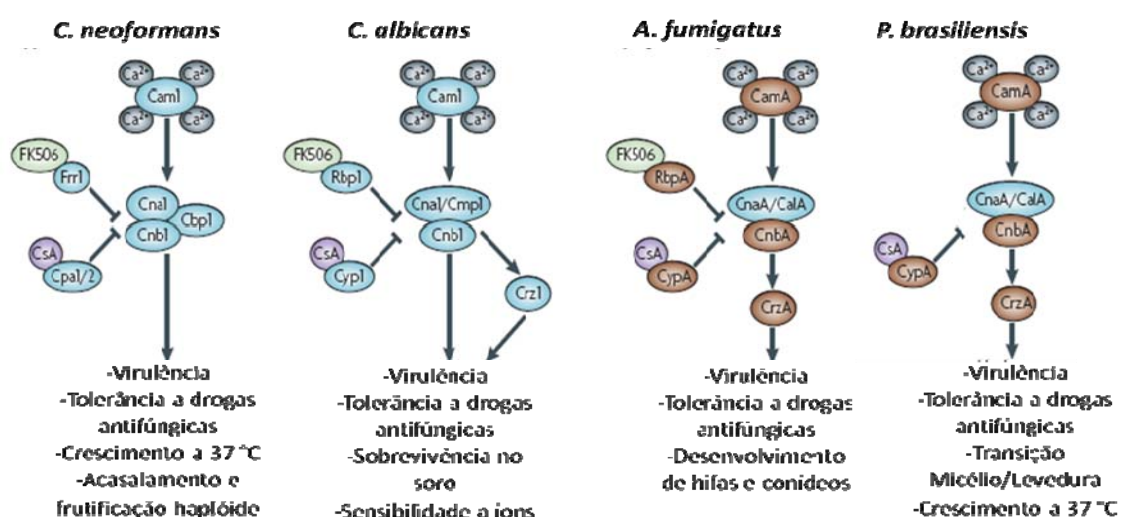 C. neoformans
Ca²⁺ Ca²⁺
Cam1
Ca²⁺ Ca²⁺
FK506
Frr1
Cna1
Cbp1
Cnb1
CsA
Cpa1/2
-Virulência
-Tolerância a drogas
antifúngicas
-Crescimento a 37 °C
-Acasalamento e
frutificação haplóide
C. albicans
Ca²⁺ Ca²⁺
Cam1
Ca²⁺ Ca²⁺
FK506
Rbp1
Cna1/Cmp1
Cnb1
CsA
Cyp1
Crz1
-Virulência
-Tolerância a drogas
antifúngicas
-Sobrevivência no
soro
-Sensibilidade a íons
A. fumigatus
Ca²⁺ Ca²⁺
CamA
Ca²⁺ Ca²⁺
FK506
RbpA
CnaA/CalA
CnbA
CsA
CypA
CrzA
-Virulência
-Tolerância a drogas
antifúngicas
-Desenvolvimento
de hifas e conídeos
P. brasiliensis
Ca²⁺ Ca²⁺
CamA
Ca²⁺ Ca²⁺
CnaA/CalA
CnbA
CsA
CypA
CrzA
-Virulência
-Tolerância a drogas
antifúngicas
-Transição
Micélio/Levedura
-Crescimento a 37 °C